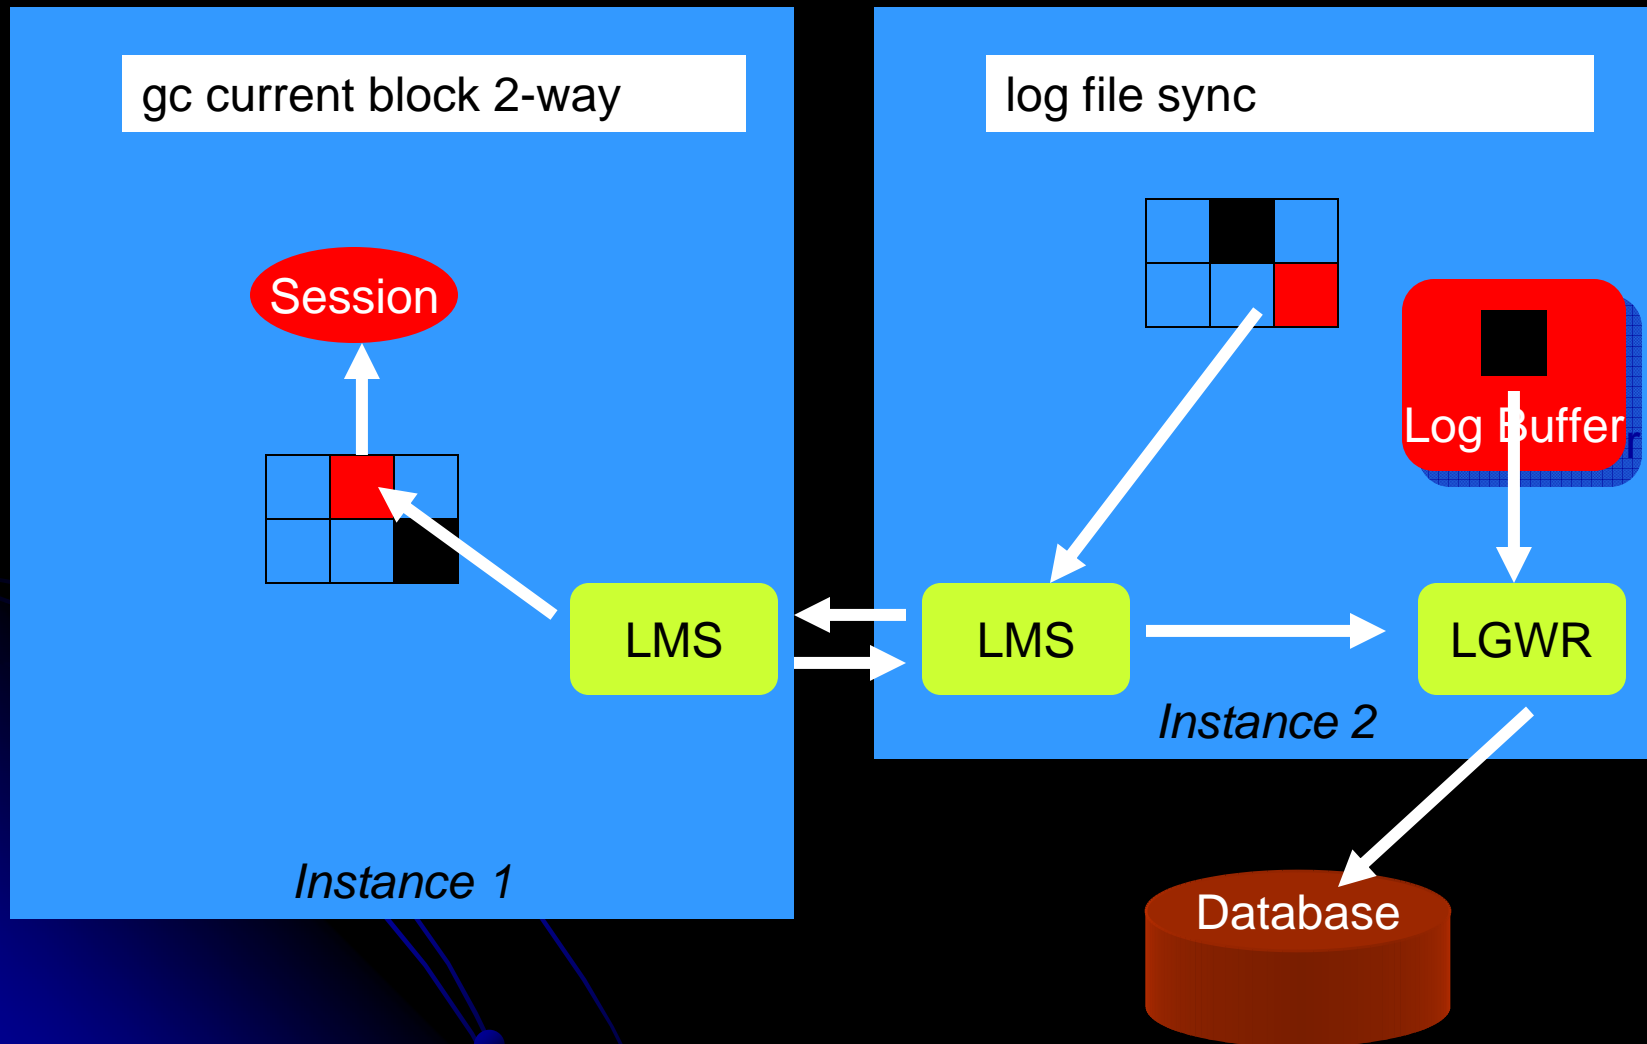 gc current block 2-way
log file sync
Session
Log Buffer
r
LMS
LMS
LGWR
Instance 2
Instance 1
Database